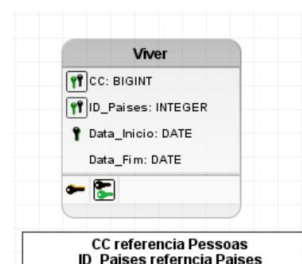 Viver
CC: BIGINT
ID_Paises: INTEGER
Data_Inicio: DATE
Data_Fim: DATE
CC referencia Pessoas
ID_Paises referncia Paises